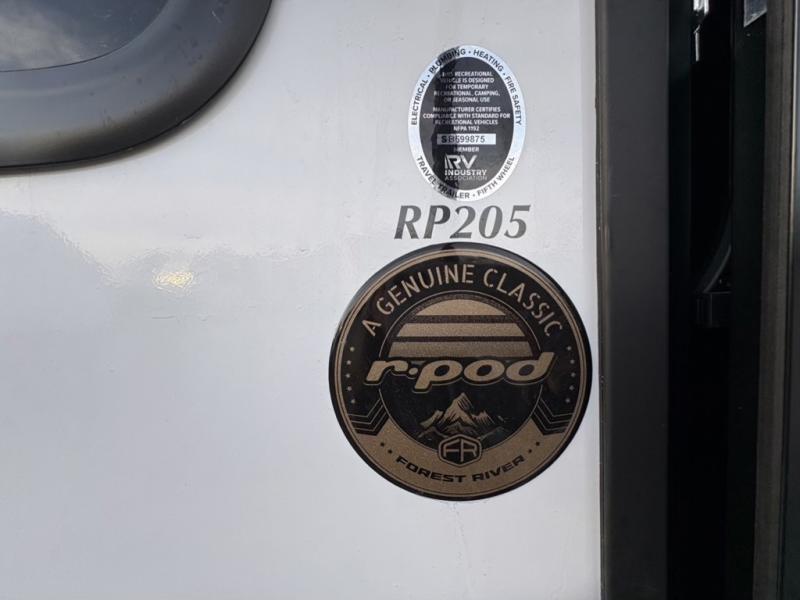 ELECTRICAL • PLUMBING • HEATING • FIRE SAFETY
THIS RECREATIONAL
VEHICLE IS DESIGNED
FOR TEMPORARY
RECREATIONAL, CAMPING,
OR SEASONAL USE
MANUFACTURER CERTIFIES
COMPLIANCE WITH STANDARD FOR
RECREATIONAL VEHICLES
NFPA 1192
699875
MEMBER
RV
INDUSTRY
ASSOCIATION
TRAVEL TRAILER • FIFTH WHEEL
RP205
A GENUINE CLASSIC
r·pod
FR
FOREST RIVER